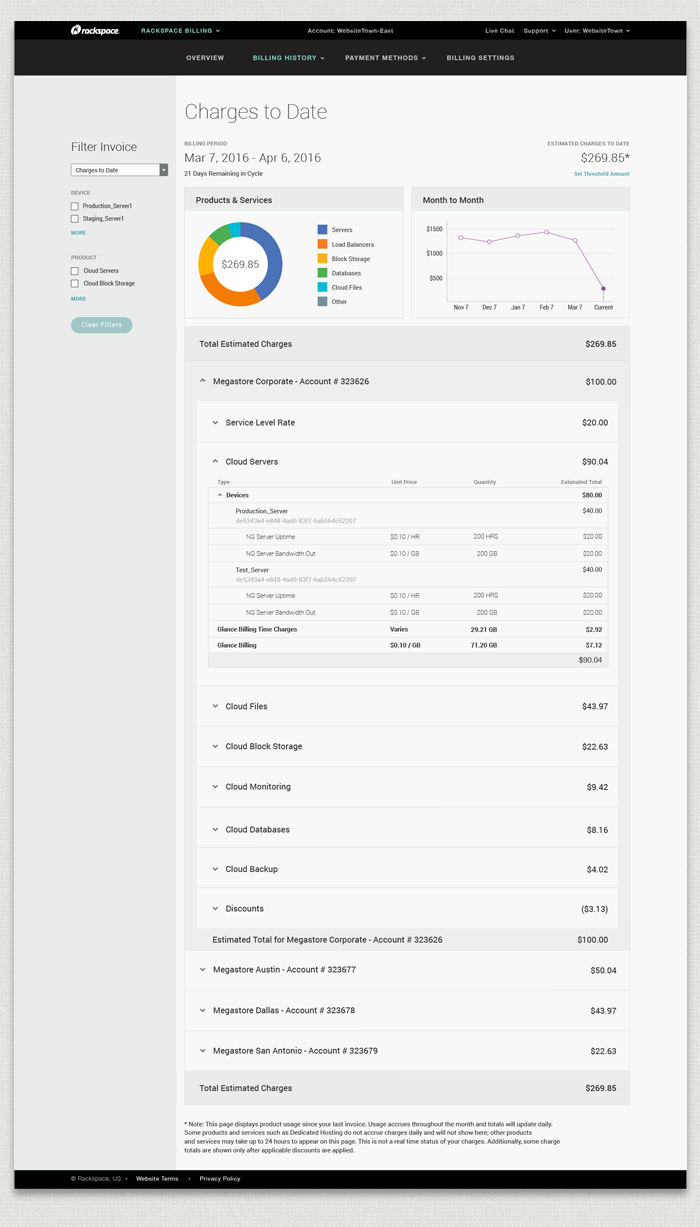 rackspace.
RACKSPACE BILLING
Account: WebsiteTown-East
Live Chat
Support
User: WebsiteTown
OVERVIEW
BILLING HISTORY
PAYMENT METHODS
BILLING SETTINGS
Charges to Date
Filter Invoice
Charges to Date
DEVICE
Production_Server1
Staging_Server1
MORE
PRODUCT
Cloud Servers
Cloud Block Storage
MORE
Clear Filters
BILLING PERIOD
Mar 7, 2016 - Apr 6, 2016
21 Days Remaining in Cycle
ESTIMATED CHARGES TO DATE
$269.85*
Set Threshold Amount
Products & Services
$269.85
Servers
Load Balancers
Block Storage
Databases
Cloud Files
Other
Month to Month
$1500
$1000
$500
Nov 7 Dec 7 Jan 7 Feb 7 Mar 7 Current
Total Estimated Charges $269.85
Megastore Corporate - Account # 323626 $100.00
Service Level Rate $20.00
Cloud Servers $90.04
Type Unit Price Quantity Estimated Total
Devices $80.00
Production_Server $40.00
de5343a4-e848-4ad0-83f7-6ab564c52207
NG Server Uptime $0.10 / HR 200 HRS $20.00
NG Server Bandwidth Out $0.10 / GB 200 GB $20.00
Test_Server $40.00
de5343a4-e848-4ad0-83f7-6ab564c52207
NG Server Uptime $0.10 / HR 200 HRS $20.00
NG Server Bandwidth Out $0.10 / GB 200 GB $20.00
Glance Billing Time Charges Varies 29.21 GB $2.92
Glance Billing $0.10 / GB 71.20 GB $7.12
$90.04
Cloud Files $43.97
Cloud Block Storage $22.63
Cloud Monitoring $9.42
Cloud Databases $8.16
Cloud Backup $4.02
Discounts ($3.13)
Estimated Total for Megastore Corporate - Account # 323626 $100.00
Megastore Austin - Account # 323677 $50.04
Megastore Dallas - Account # 323678 $43.97
Megastore San Antonio - Account # 323679 $22.63
Total Estimated Charges $269.85
* Note: This page displays product usage since your last invoice. Usage accrues throughout the month and totals will update daily.
Some products and services such as Dedicated Hosting do not accrue charges daily and will not show here; other products
and services may take up to 24 hours to appear on this page. This is not a real time status of your charges. Additionally, some charge
totals are shown only after applicable discounts are applied.
© Rackspace, US • Website Terms • Privacy Policy